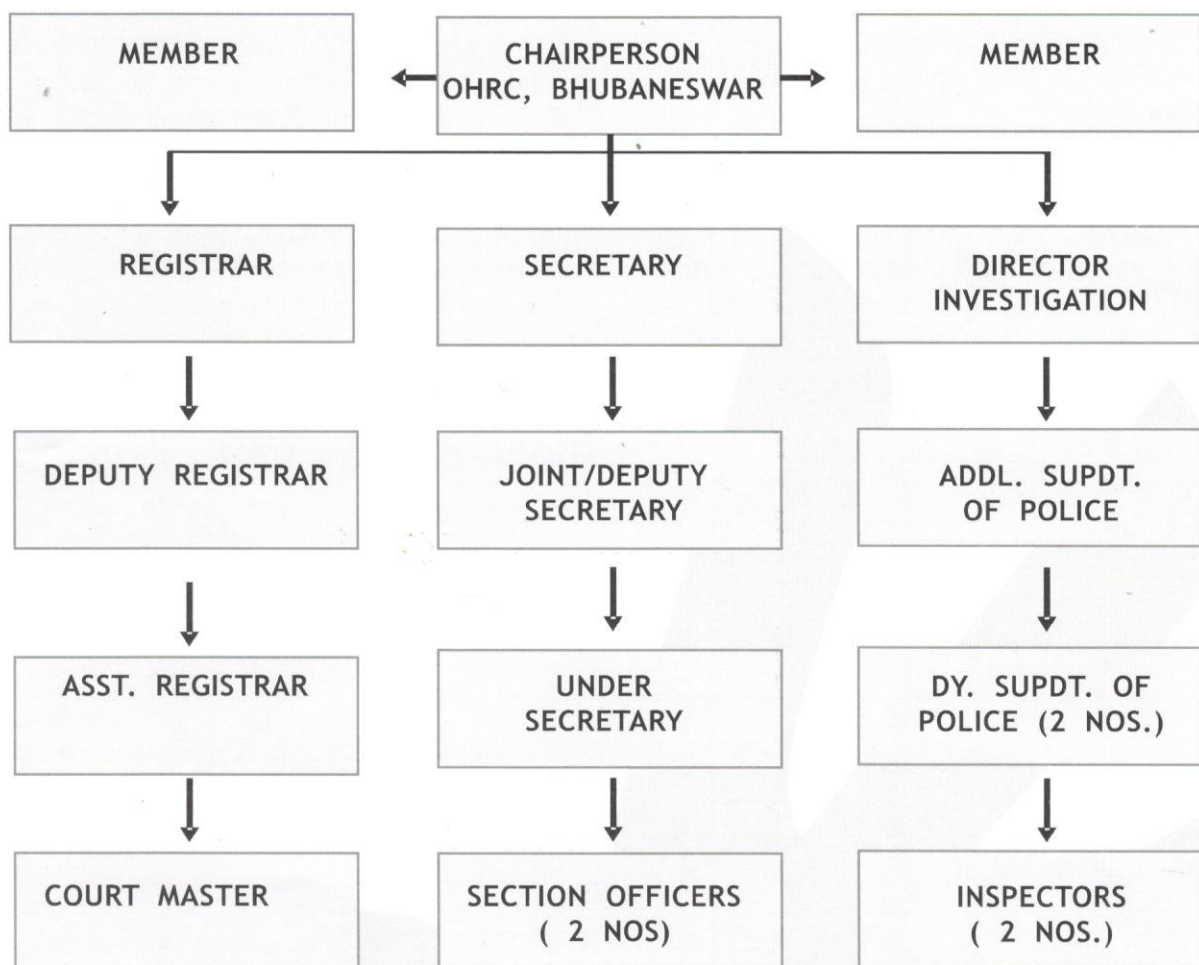 MEMBER
CHAIRPERSON
OHRC, BHUBANESWAR
MEMBER
REGISTRAR
SECRETARY
DIRECTOR
INVESTIGATION
DEPUTY REGISTRAR
JOINT/DEPUTY
SECRETARY
ADDL. SUPDT.
OF POLICE
ASST. REGISTRAR
UNDER
SECRETARY
DY. SUPDT. OF
POLICE (2 NOS.)
COURT MASTER
SECTION OFFICERS
( 2 NOS)
INSPECTORS
( 2 NOS.)